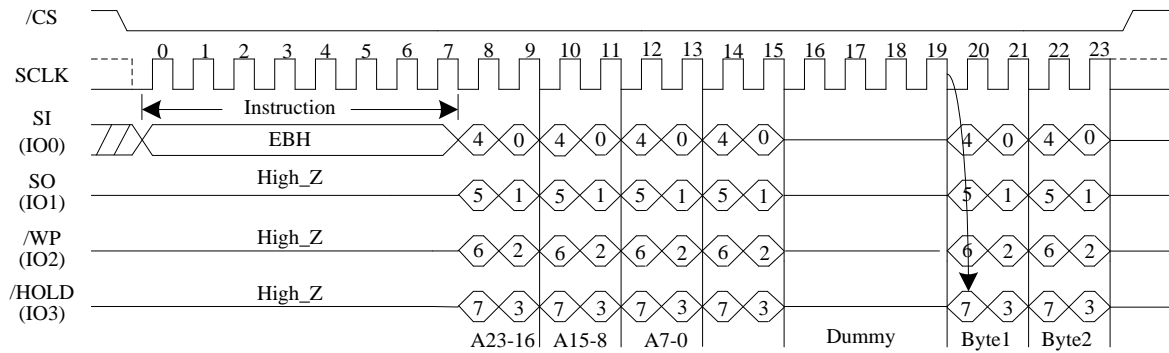 /CS
0 1 2 3 4 5 6 7 8 9 10 11 12 13 14 15 16 17 18 19 20 21 22 23
SCLK
Instruction
SI
(IO0)
EBH 4 0 4 0 4 0 4 0 4 0 4 0
SO
(IO1)
High_Z 5 1 5 1 5 1 5 1 5 1 5 1
/WP
(IO2)
High_Z 6 2 6 2 6 2 6 2 6 2 6 2
/HOLD
(IO3)
High_Z 7 3 7 3 7 3 7 3 7 3 7 3
A23-16 A15-8 A7-0 Dummy Byte1 Byte2